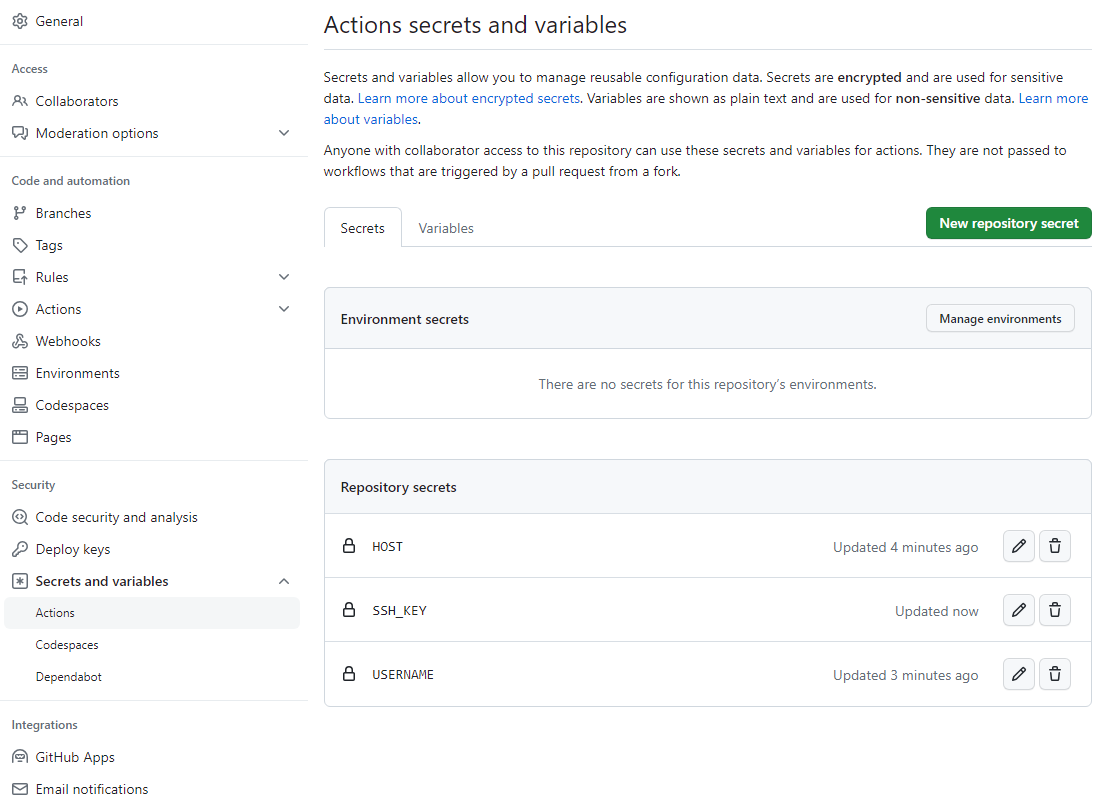 General
Access
Collaborators
Moderation options
Code and automation
Branches
Tags
Rules
Actions
Webhooks
Environments
Codespaces
Pages
Security
Code security and analysis
Deploy keys
Secrets and variables
Actions
Codespaces
Dependabot
Integrations
GitHub Apps
Email notifications
Actions secrets and variables
Secrets and variables allow you to manage reusable configuration data. Secrets are encrypted and are used for sensitive
data. Learn more about encrypted secrets. Variables are shown as plain text and are used for non-sensitive data. Learn more
about variables.
Anyone with collaborator access to this repository can use these secrets and variables for actions. They are not passed to
workflows that are triggered by a pull request from a fork.
Secrets Variables New repository secret
Environment secrets Manage environments
There are no secrets for this repository’s environments.
Repository secrets
HOST Updated 4 minutes ago
SSH_KEY Updated now
USERNAME Updated 3 minutes ago